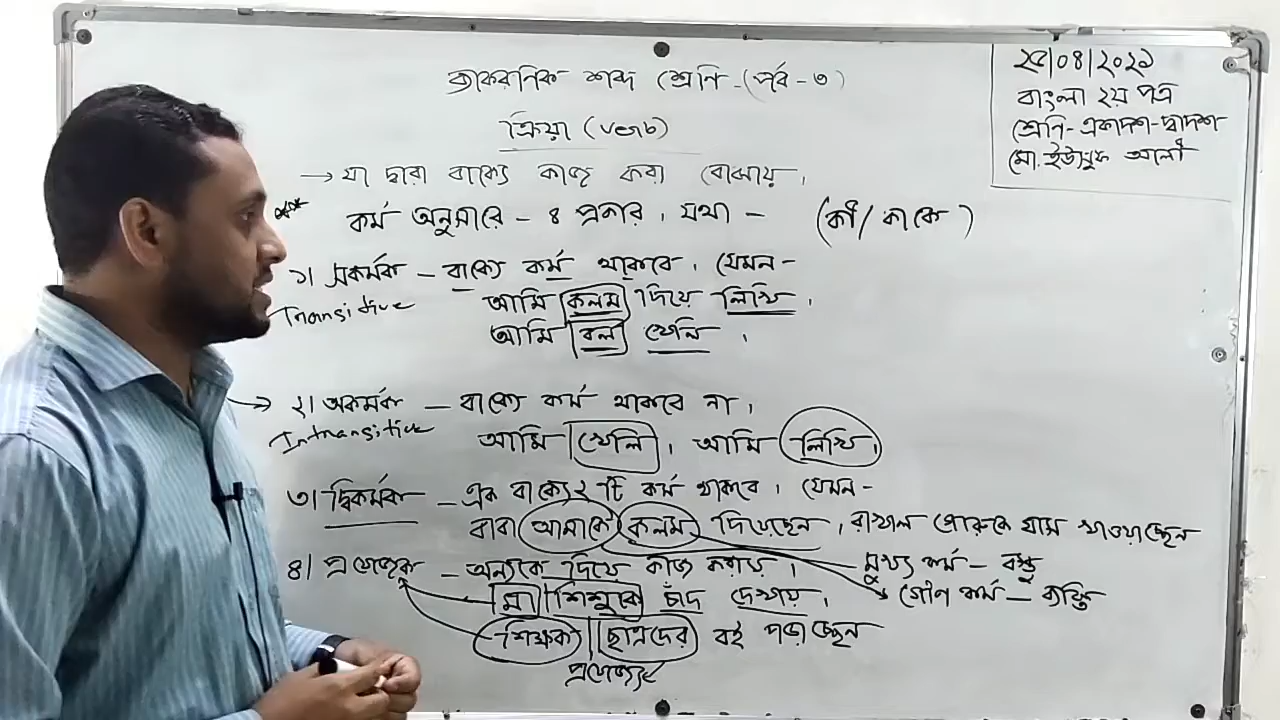 ব্যাকরণিক শব্দ শ্রেণি - (পর্ব - ৩)
২৫/০৪/২০২১
বাংলা ২য় পত্র
শ্রেণি - একাদশ - দ্বাদশ
মো. ইউসুফ আলী
ক্রিয়া (verb)
→ যা দ্বারা বাক্যে কাজ করা বোঝায়,
কর্ম অনুসারে - ৪ প্রকার, যথা - (কী / কাকে)
১। সকর্মক - বাক্যে কর্ম থাকবে, যেমন -
Transitive আমি কলম দিয়ে লিখি,
আমি বল খেলি,
→ ২। অকর্মক - বাক্যে কর্ম থাকবে না,
Intransitive আমি খেলি, আমি লিখি,
৩। দ্বিকর্মক - এক বাক্যে ২ টি কর্ম থাকবে, যেমন -
বাবা আমাকে কলম দিয়েছেন, রাখাল গোরুকে ঘাস খাওয়াচ্ছেন
৪। প্রযোজক - অন্যকে দিয়ে কাজ করায়, মুখ্য কর্ম - বস্তু
মা শিশুকে চাঁদ দেখায়, গৌণ কর্ম - ব্যক্তি
শিক্ষক ছাত্রদের বই পড়াচ্ছেন
প্রযোজ্য